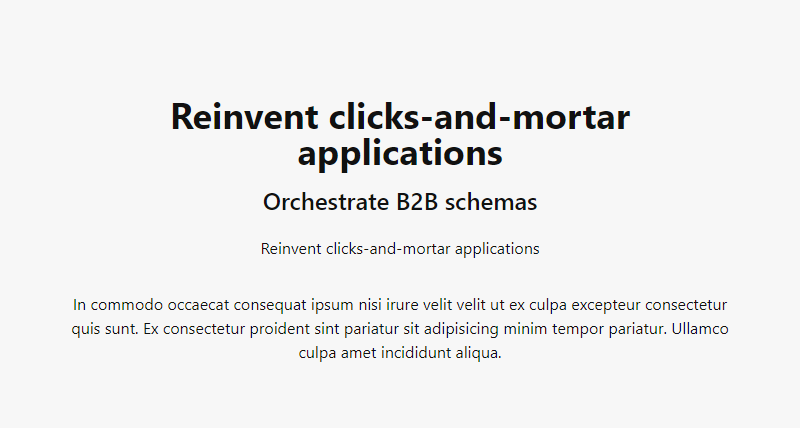 Reinvent clicks-and-mortar
applications
Orchestrate B2B schemas
Reinvent clicks-and-mortar applications
In commodo occaecat consequat ipsum nisi irure velit velit ut ex culpa excepteur consectetur
quis sunt. Ex consectetur proident sint pariatur sit adipisicing minim tempor pariatur. Ullamco
culpa amet incididunt aliqua.